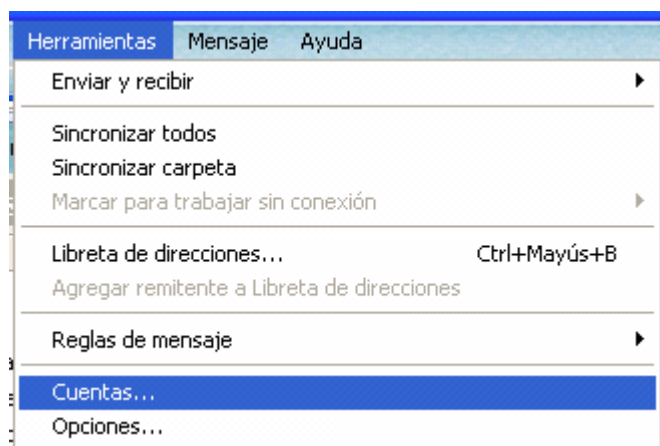 Herramientas Mensaje Ayuda
Enviar y recibir
Sincronizar todos
Sincronizar carpeta
Marcar para trabajar sin conexión
Libreta de direcciones... Ctrl+Mayús+B
Agregar remitente a Libreta de direcciones
Reglas de mensaje
Cuentas...
Opciones...